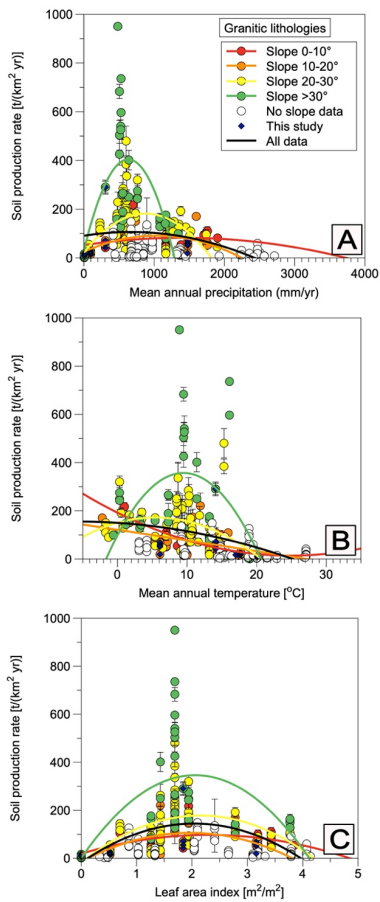 Granitic lithologies
Slope 0-10°
Slope 10-20°
Slope 20-30°
Slope >30°
No slope data
This study
All data
Soil production rate [t/(km² yr)]
1000
800
600
400
200
0
0 1000 2000 3000 4000
Mean annual precipitation (mm/yr)
A
Soil production rate [t/(km² yr)]
1000
800
600
400
200
0
0 10 20 30
Mean annual temperature [°C]
B
Soil production rate [t/(km² yr)]
1000
800
600
400
200
0
0 1 2 3 4 5
Leaf area index [m²/m²]
C